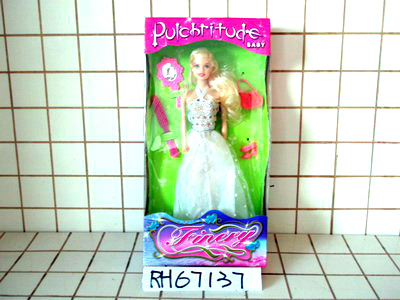 Pulchritude
BABY
Finery
RH67137